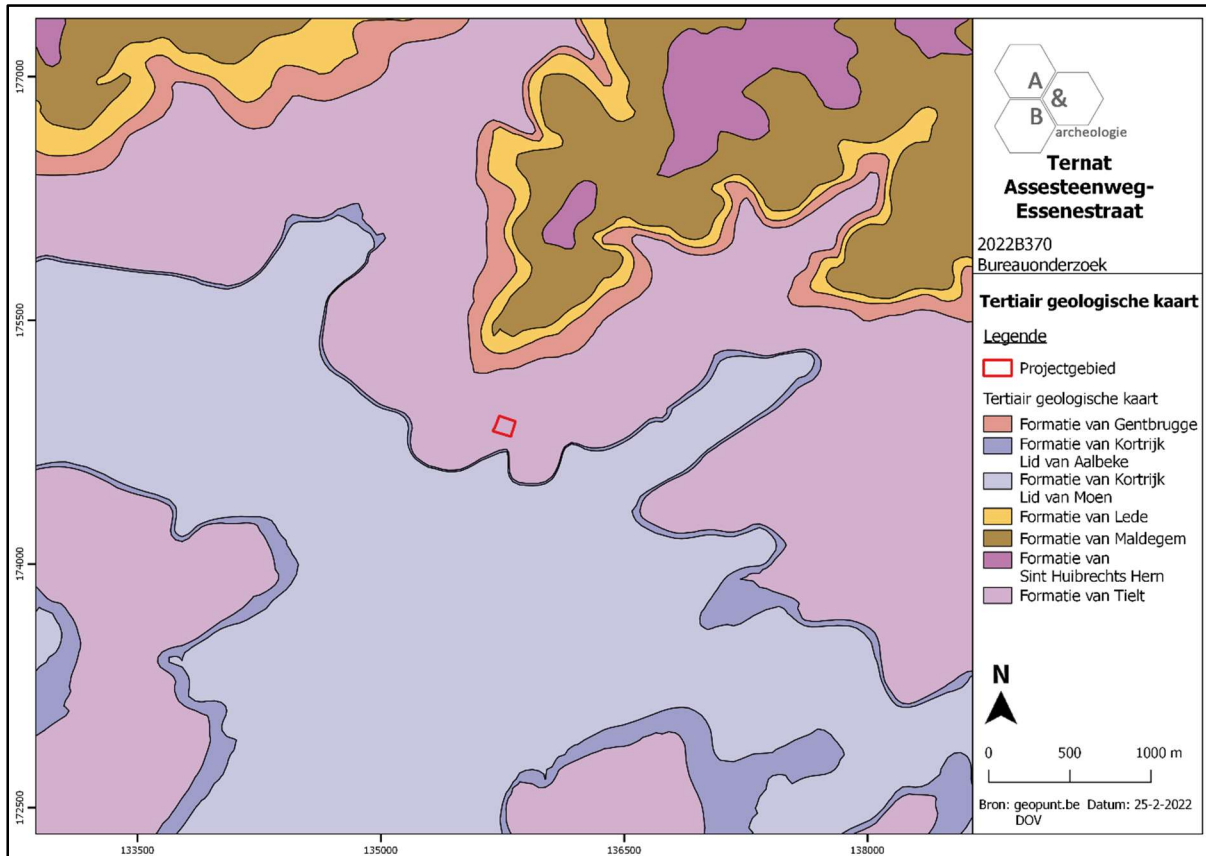 A
&
B
archeologie
Ternat
Assesteenweg-
Essenestraat
2022B370
Bureauonderzoek
Tertiair geologische kaart
Legende
Projectgebied
Tertiair geologische kaart
Formatie van Gentbrugge
Formatie van Kortrijk
Lid van Aalbeke
Formatie van Kortrijk
Lid van Moen
Formatie van Lede
Formatie van Maldegem
Formatie van
Sint Huibrechts Hern
Formatie van Tielt
N
0 500 1000 m
Bron: geopunt.be Datum: 25-2-2022
DOV
177000
175500
174000
172500
133500 135000 136500 138000